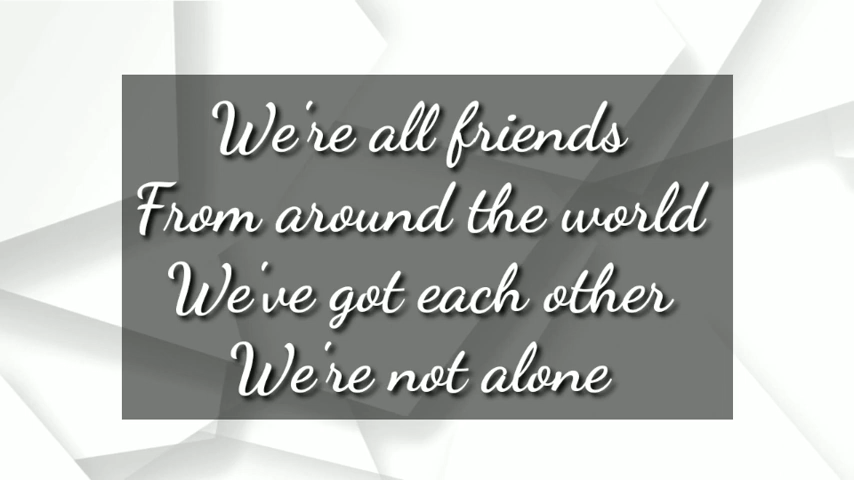 We're all friends
From around the world
We've got each other
We're not alone